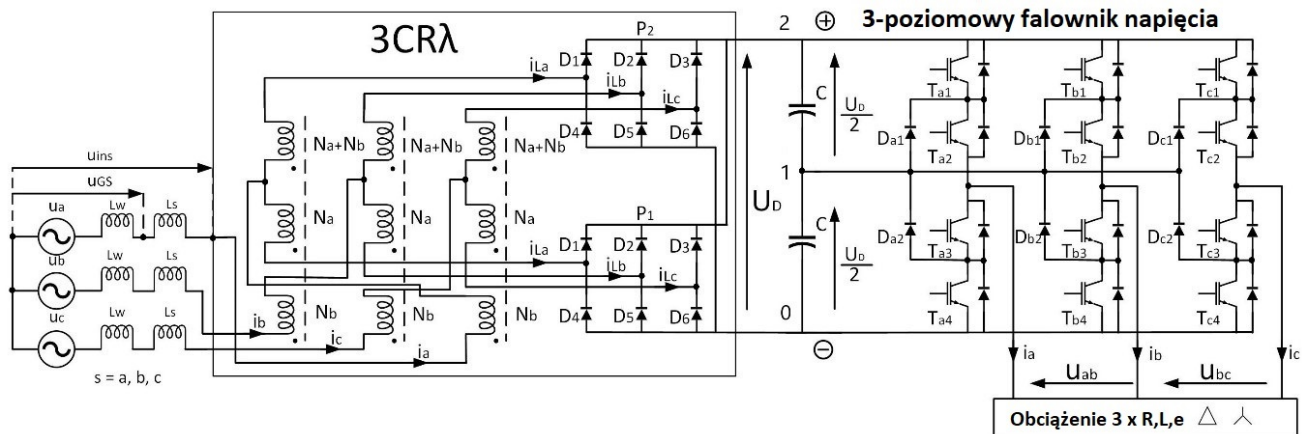 3CRλ
P2
2
⊕
3-poziomowy falownik napięcia
D1
D2
D3
iLa
iLb
iLc
Ta1
Tb1
Tc1
C
UD
2
Na+Nb
Na+Nb
Na+Nb
D4
D5
D6
Da1
Db1
Dc1
Ta2
Tb2
Tc2
uins
uGS
1
ua
Lw
Ls
Na
Na
Na
P1
UD
D1
D2
D3
iLa
iLb
iLc
C
UD
2
Da2
Db2
Dc2
Ta3
Tb3
Tc3
ub
Lw
Ls
Nb
Nb
Nb
D4
D5
D6
0
Ta4
Tb4
Tc4
uc
Lw
Ls
ib
ic
ia
⊖
s = a, b, c
ia
ib
ic
uab
ubc
Obciążenie 3 x R,L,e